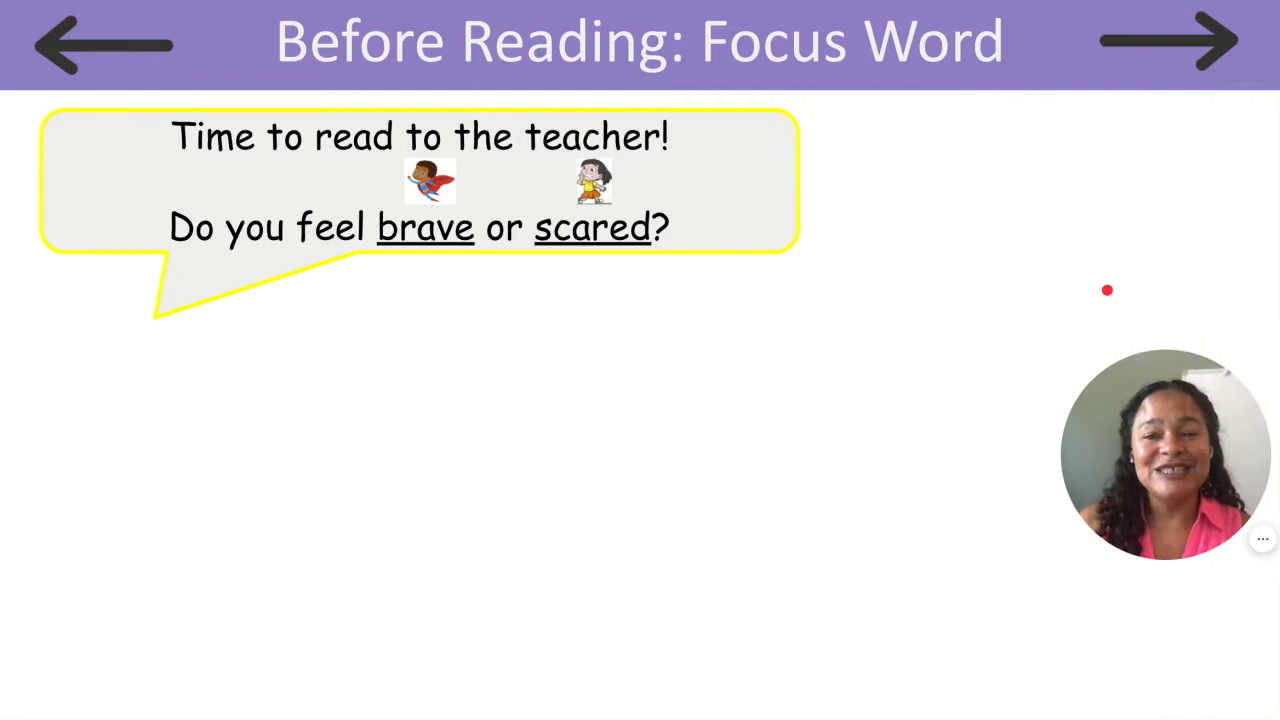 Before Reading: Focus Word
Time to read to the teacher!
Do you feel brave or scared?